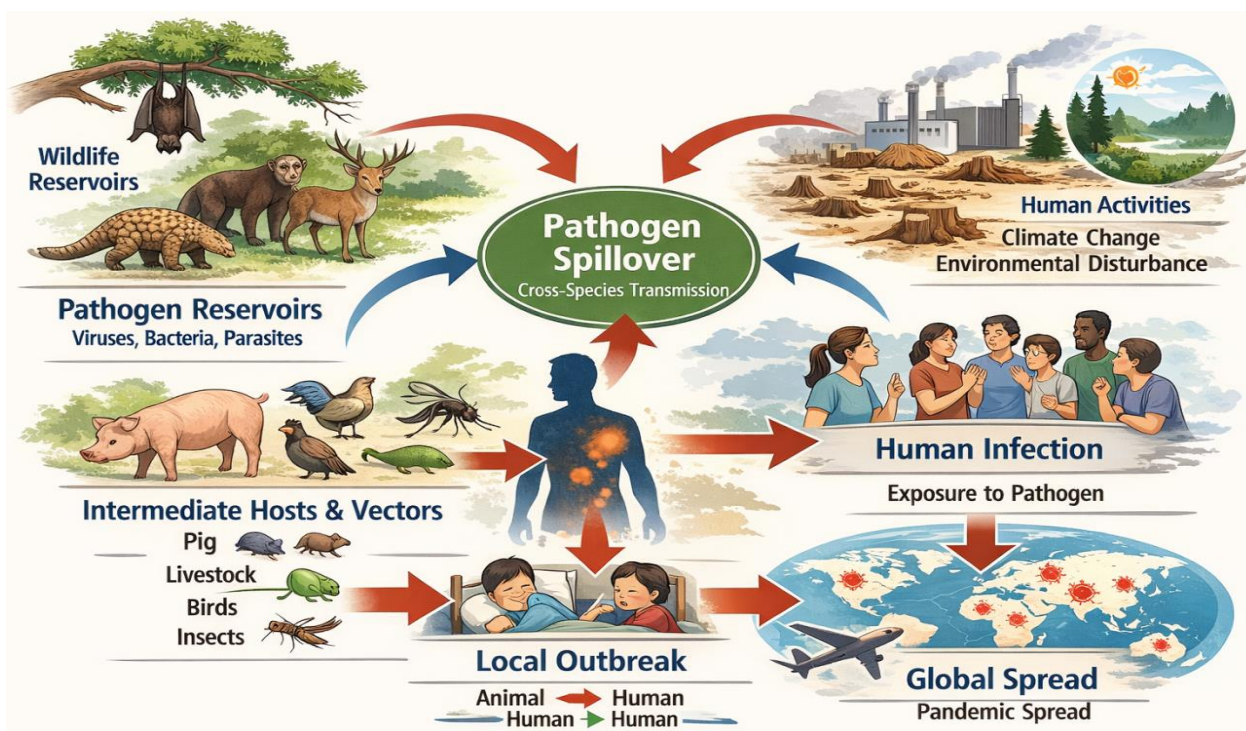 Wildlife
Reservoirs
Pathogen Reservoirs
Viruses, Bacteria, Parasites
Pathogen
Spillover
Cross-Species Transmission
Human Activities
Climate Change
Environmental Disturbance
Intermediate Hosts & Vectors
Pig
Livestock
Birds
Insects
Human Infection
Exposure to Pathogen
Local Outbreak
Animal Human
Human Human
Global Spread
Pandemic Spread